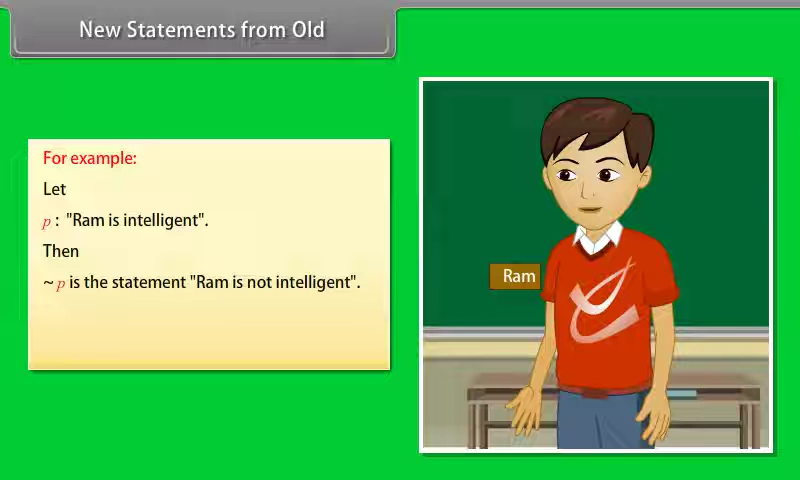 New Statements from Old
For example:
Let
p : "Ram is intelligent".
Then
~ p is the statement "Ram is not intelligent".
Ram